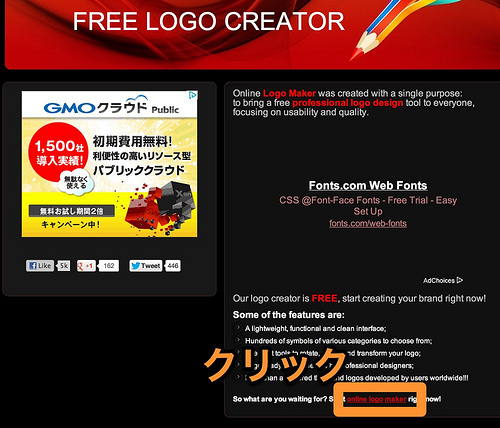 FREE LOGO CREATOR
GMOクラウド Public
1,500社
導入実績!
無駄なく
使える
初期費用無料!
利便性の高いリソース型
パブリッククラウド
無料お試し期間2倍
キャンペーン中!
Like 5k +1 162 Tweet 446
Online Logo Maker was created with a single purpose:
to bring a free professional logo design tool to everyone,
focusing on usability and quality.
Fonts.com Web Fonts
CSS @Font-Face Fonts - Free Trial - Easy
Set Up
fonts.com/web-fonts
AdChoices
Our logo creator is FREE, start creating your brand right now!
Some of the features are:
A lightweight, functional and clean interface;
Hundreds of symbols of various categories to choose from;
tools to rotate, and transform your logo;
professional designers;
logos developed by users worldwide!!!
クリック
So what are you waiting for? online logo maker now!